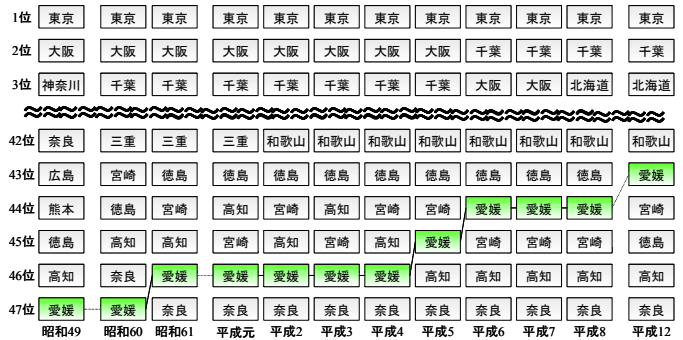 1位 東京 東京 東京 東京 東京 東京 東京 東京 東京 東京 東京 東京
2位 大阪 大阪 大阪 大阪 大阪 大阪 大阪 大阪 千葉 千葉 千葉 千葉
3位 神奈川 千葉 千葉 千葉 千葉 千葉 千葉 千葉 大阪 大阪 北海道 北海道
42位 奈良 三重 三重 三重 和歌山 和歌山 和歌山 和歌山 和歌山 和歌山 和歌山 和歌山
43位 広島 宮崎 徳島 徳島 徳島 徳島 徳島 徳島 徳島 徳島 徳島 愛媛
44位 熊本 徳島 宮崎 高知 宮崎 高知 宮崎 宮崎 愛媛 愛媛 愛媛 宮崎
45位 徳島 高知 高知 宮崎 高知 宮崎 高知 愛媛 宮崎 宮崎 宮崎 徳島
46位 高知 奈良 愛媛 愛媛 愛媛 愛媛 愛媛 高知 高知 高知 高知 高知
47位 愛媛 愛媛 奈良 奈良 奈良 奈良 奈良 奈良 奈良 奈良 奈良 奈良
昭和49 昭和60 昭和61 平成元 平成2 平成3 平成4 平成5 平成6 平成7 平成8 平成12